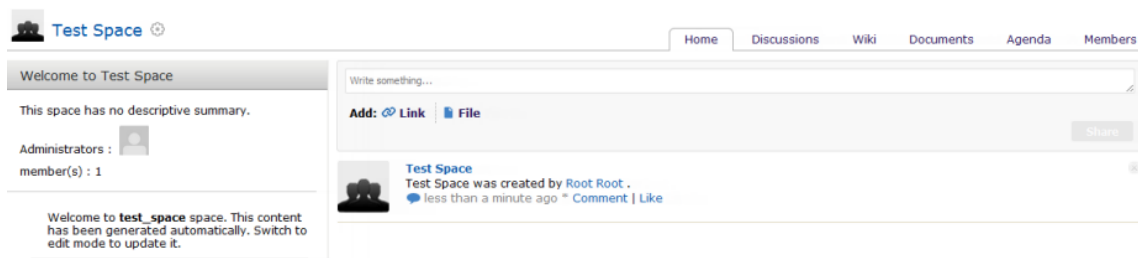 Test Space
Home Discussions Wiki Documents Agenda Members
Welcome to Test Space
This space has no descriptive summary.
Administrators :
member(s) : 1
Welcome to test_space space. This content
has been generated automatically. Switch to
edit mode to update it.
Write something...
Add: Link File
Share
Test Space
Test Space was created by Root Root .
less than a minute ago " Comment | Like